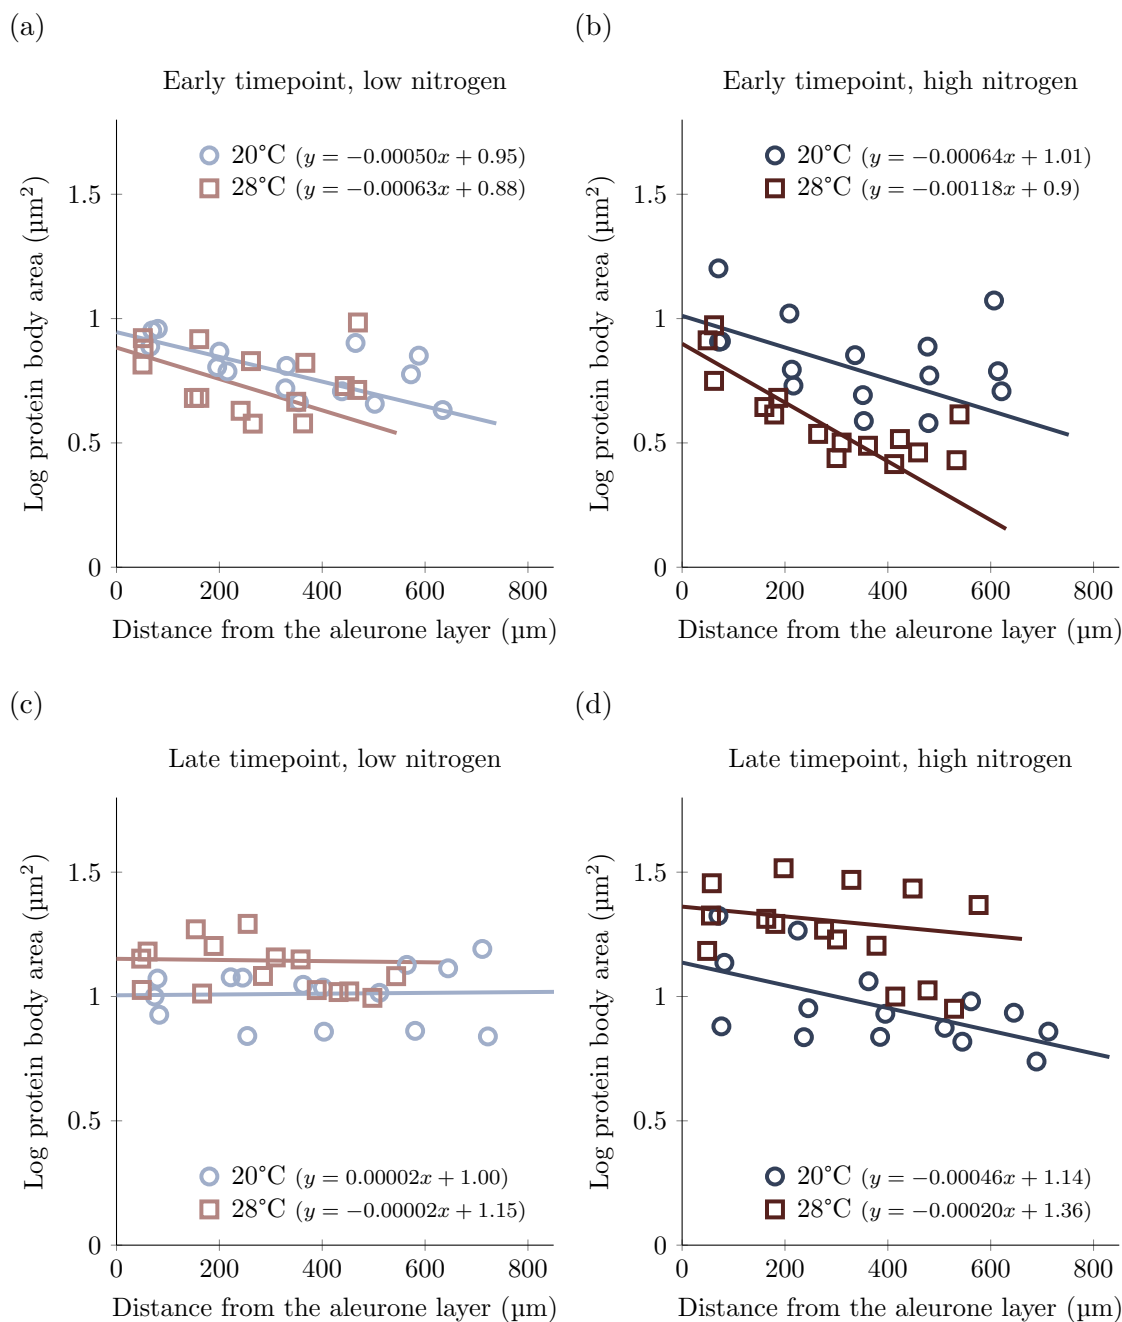 (a)
Early timepoint, low nitrogen
20°C (y = −0.00050x + 0.95)
28°C (y = −0.00063x + 0.88)
1.5
1
0.5
0
Log protein body area (µm²)
0 200 400 600 800
Distance from the aleurone layer (µm)
(b)
Early timepoint, high nitrogen
20°C (y = −0.00064x + 1.01)
28°C (y = −0.00118x + 0.9)
1.5
1
0.5
0
Log protein body area (µm²)
0 200 400 600 800
Distance from the aleurone layer (µm)
(c)
Late timepoint, low nitrogen
1.5
1
0.5
0
Log protein body area (µm²)
20°C (y = 0.00002x + 1.00)
28°C (y = −0.00002x + 1.15)
0 200 400 600 800
Distance from the aleurone layer (µm)
(d)
Late timepoint, high nitrogen
1.5
1
0.5
0
Log protein body area (µm²)
20°C (y = −0.00046x + 1.14)
28°C (y = −0.00020x + 1.36)
0 200 400 600 800
Distance from the aleurone layer (µm)